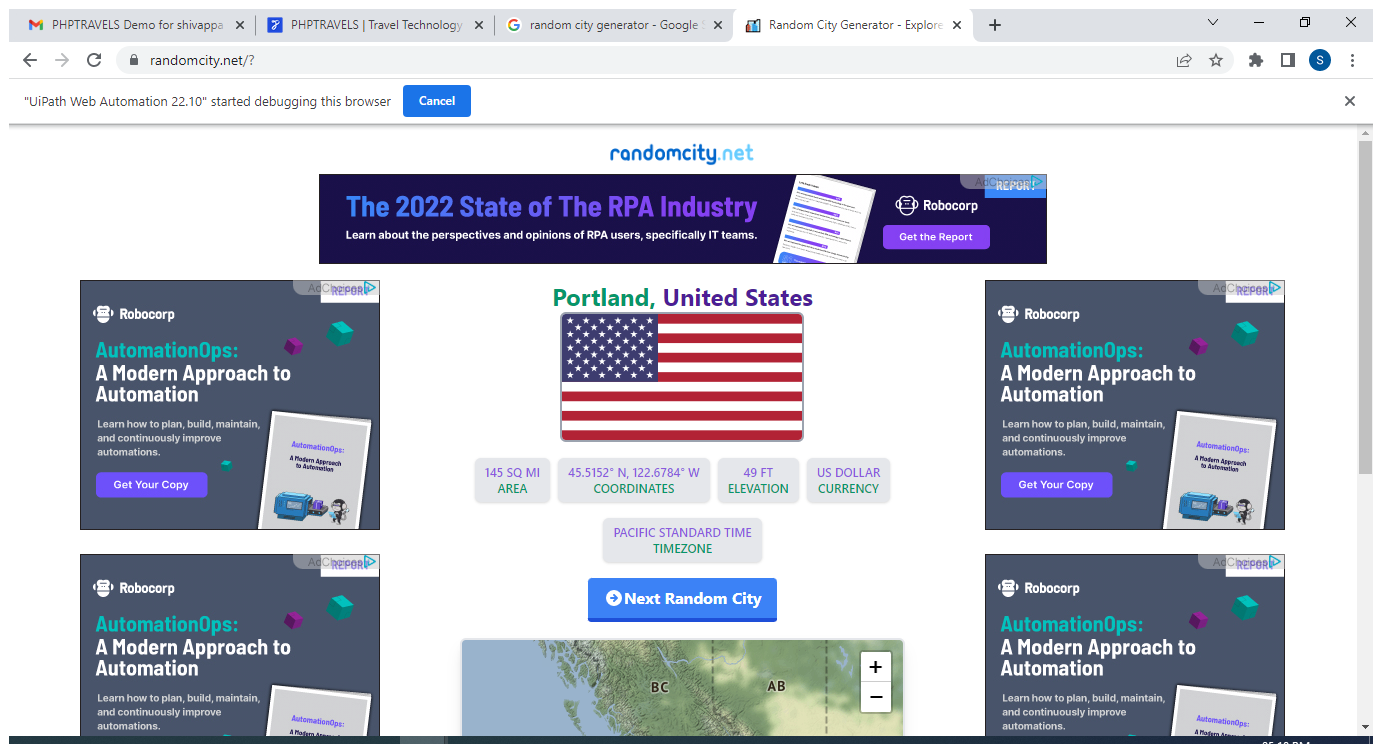 PHPTRAVELS Demo for shivappa
PHPTRAVELS | Travel Technology
random city generator - Google
Random City Generator - Explore
randomcity.net/?
S
"UiPath Web Automation 22.10" started debugging this browser
Cancel
randomcity.net
The 2022 State of The RPA Industry
Learn about the perspectives and opinions of RPA users, specifically IT teams.
Robocorp
Get the Report
AdChoices
REPORT
Portland, United States
145 SQ MI
AREA
45.5152° N, 122.6784° W
COORDINATES
49 FT
ELEVATION
US DOLLAR
CURRENCY
PACIFIC STANDARD TIME
TIMEZONE
Next Random City
BC
AB
+
−
AdChoices
REPORT
Robocorp
AutomationOps:
A Modern Approach to
Automation
Learn how to plan, build, maintain,
and continuously improve
automations.
Get Your Copy
AutomationOps:
A Modern Approach
to Automation
AdChoices
REPORT
Robocorp
AutomationOps:
A Modern Approach to
Automation
Learn how to plan, build, maintain,
and continuously improve
automations.
AutomationOps:
A Modern Approach
AdChoices
REPORT
Robocorp
AutomationOps:
A Modern Approach to
Automation
Learn how to plan, build, maintain,
and continuously improve
automations.
Get Your Copy
AutomationOps:
A Modern Approach
to Automation
AdChoices
REPORT
Robocorp
AutomationOps:
A Modern Approach to
Automation
Learn how to plan, build, maintain,
and continuously improve
automations.
AutomationOps:
A Modern Approach